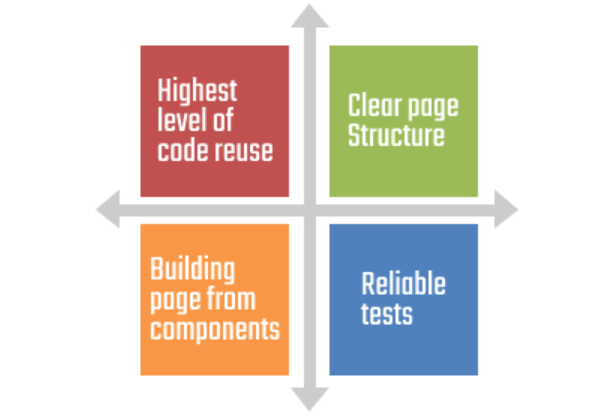 Highest
level of
code reuse
Clear page
Structure
Building
page from
components
Reliable
tests